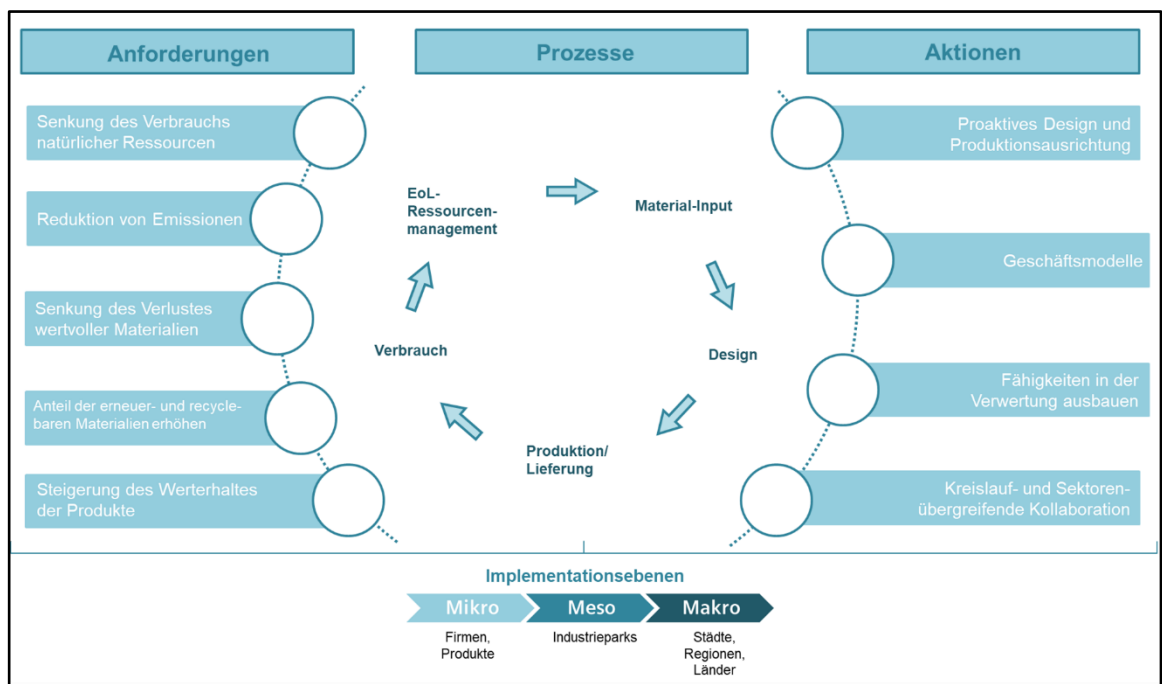 Anforderungen
Prozesse
Aktionen
Senkung des Verbrauchs
natürlicher Ressourcen
Reduktion von Emissionen
Senkung des Verlustes
wertvoller Materialien
Anteil der erneuer- und recycle-
baren Materialien erhöhen
Steigerung des Werterhaltes
der Produkte
EoL-
Ressourcen-
management
Material-Input
Design
Produktion/
Lieferung
Verbrauch
Proaktives Design und
Produktionsausrichtung
Geschäftsmodelle
Fähigkeiten in der
Verwertung ausbauen
Kreislauf- und Sektoren-
übergreifende Kollaboration
Implementationsebenen
Mikro
Meso
Makro
Firmen,
Produkte
Industrieparks
Städte,
Regionen,
Länder